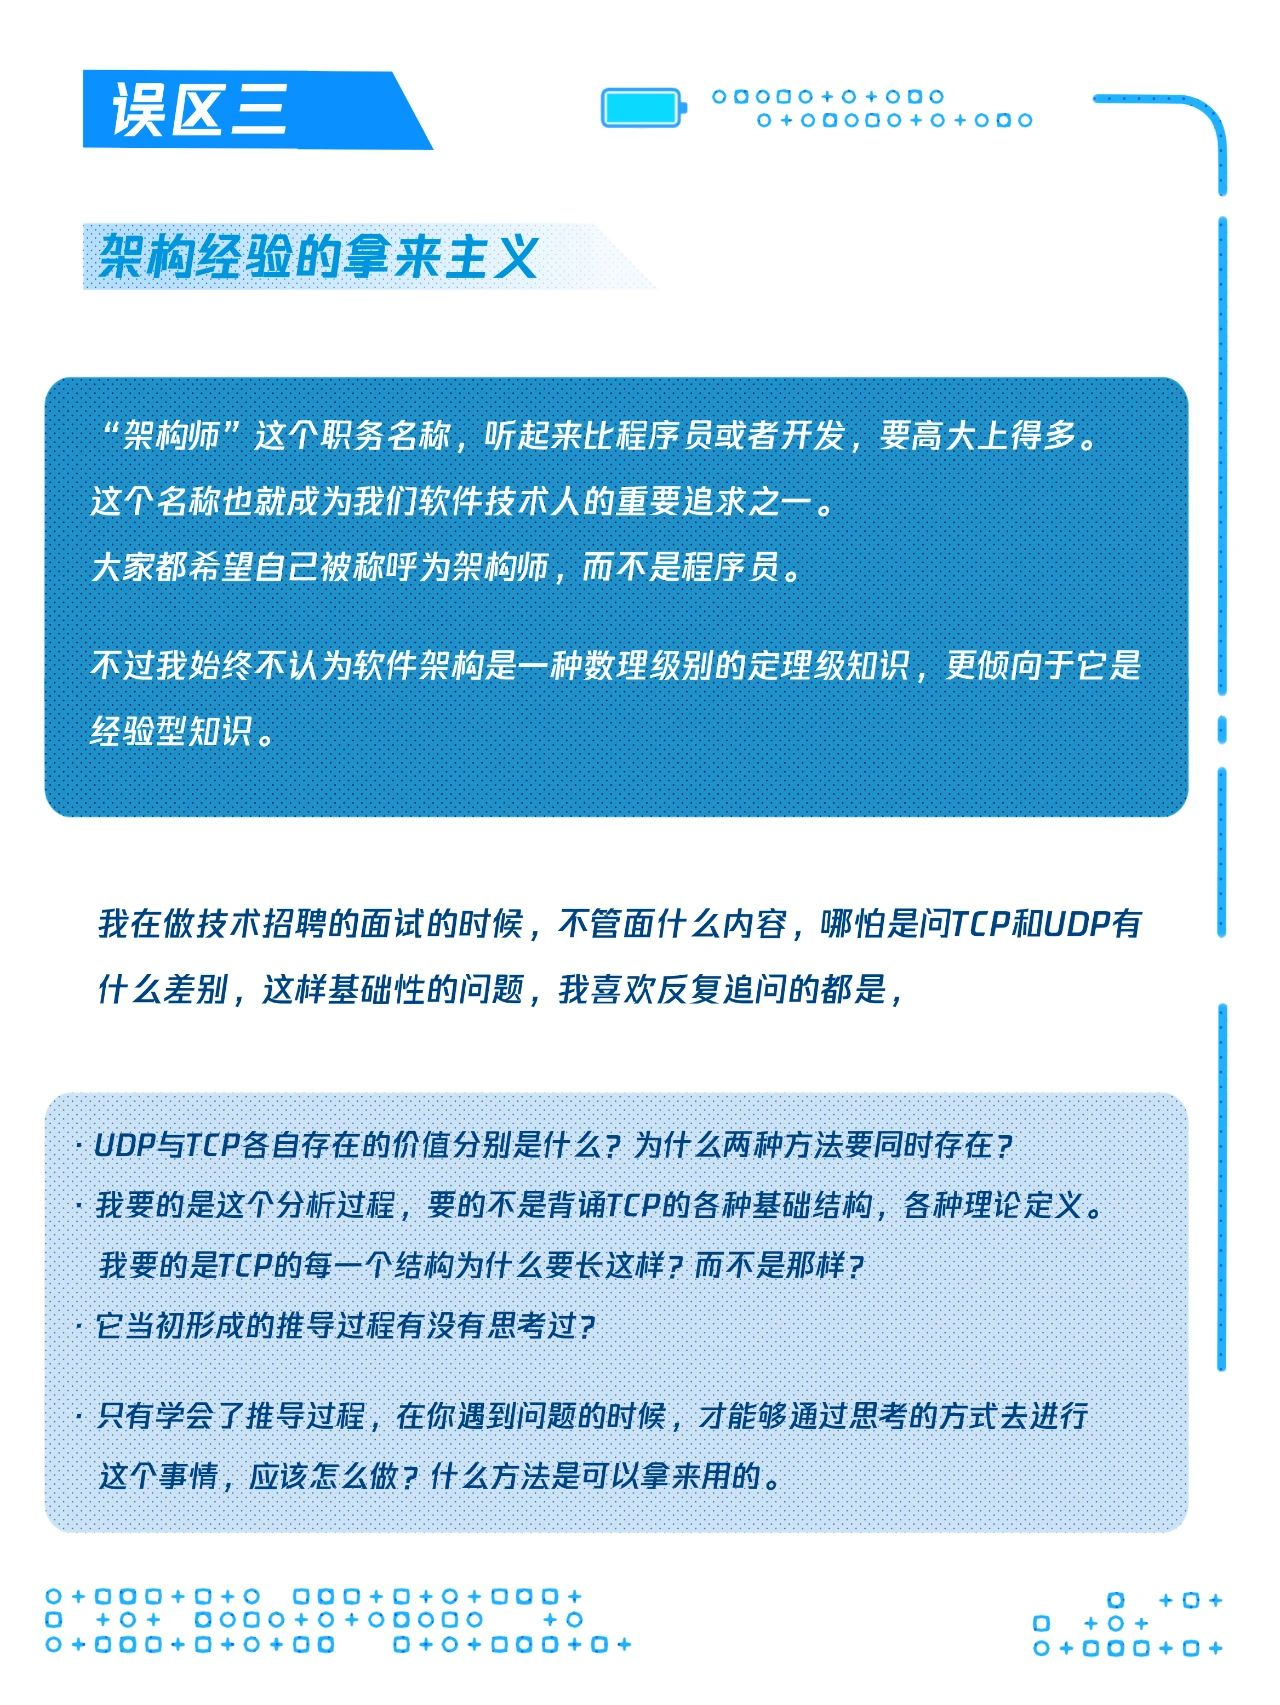 误区三
架构经验的拿来主义
“架构师”这个职务名称，听起来比程序员或者开发，要高大上得多。
这个名称也就成为我们软件技术人的重要追求之一。
大家都希望自己被称呼为架构师，而不是程序员。
不过我始终不认为软件架构是一种数理级别的定理级知识，更倾向于它是
经验型知识。
我在做技术招聘的面试的时候，不管面什么内容，哪怕是问TCP和UDP有
什么差别，这样基础性的问题，我喜欢反复追问的都是，
· UDP与TCP各自存在的价值分别是什么？为什么两种方法要同时存在？
· 我要的是这个分析过程，要的不是背诵TCP的各种基础结构，各种理论定义。
我要的是TCP的每一个结构为什么要长这样？而不是那样？
· 它当初形成的推导过程有没有思考过？
· 只有学会了推导过程，在你遇到问题的时候，才能够通过思考的方式去进行
这个事情，应该怎么做？什么方法是可以拿来用的。